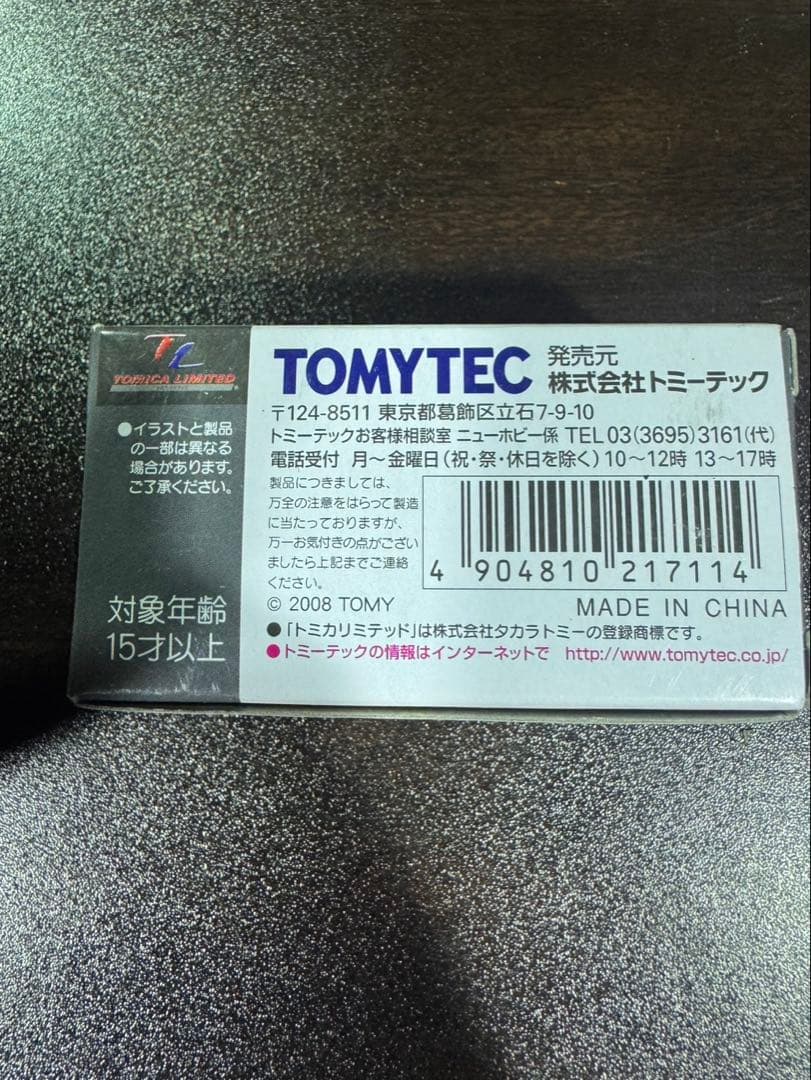 TL
TOMICA LIMITED
●イラストと製品
の一部は異なる
場合があります。
ご了承ください。
対象年齢
15才以上
TOMYTEC 発売元
株式会社トミーテック
〒124-8511 東京都葛飾区立石7-9-10
トミーテックお客様相談室 ニューホビー係 TEL 03(3695)3161(代)
電話受付 月～金曜日(祝・祭・休日を除く)10～12時 13～17時
製品につきましては、
万全の注意をはらって製造
に当たっておりますが、
万一お気付きの点がござい
ましたら上記までご連絡
ください。
4 904810 217114
© 2008 TOMY MADE IN CHINA
●「トミカリミテッド」は株式会社タカラトミーの登録商標です。
●トミーテックの情報はインターネットで http://www.tomytec.co.jp/